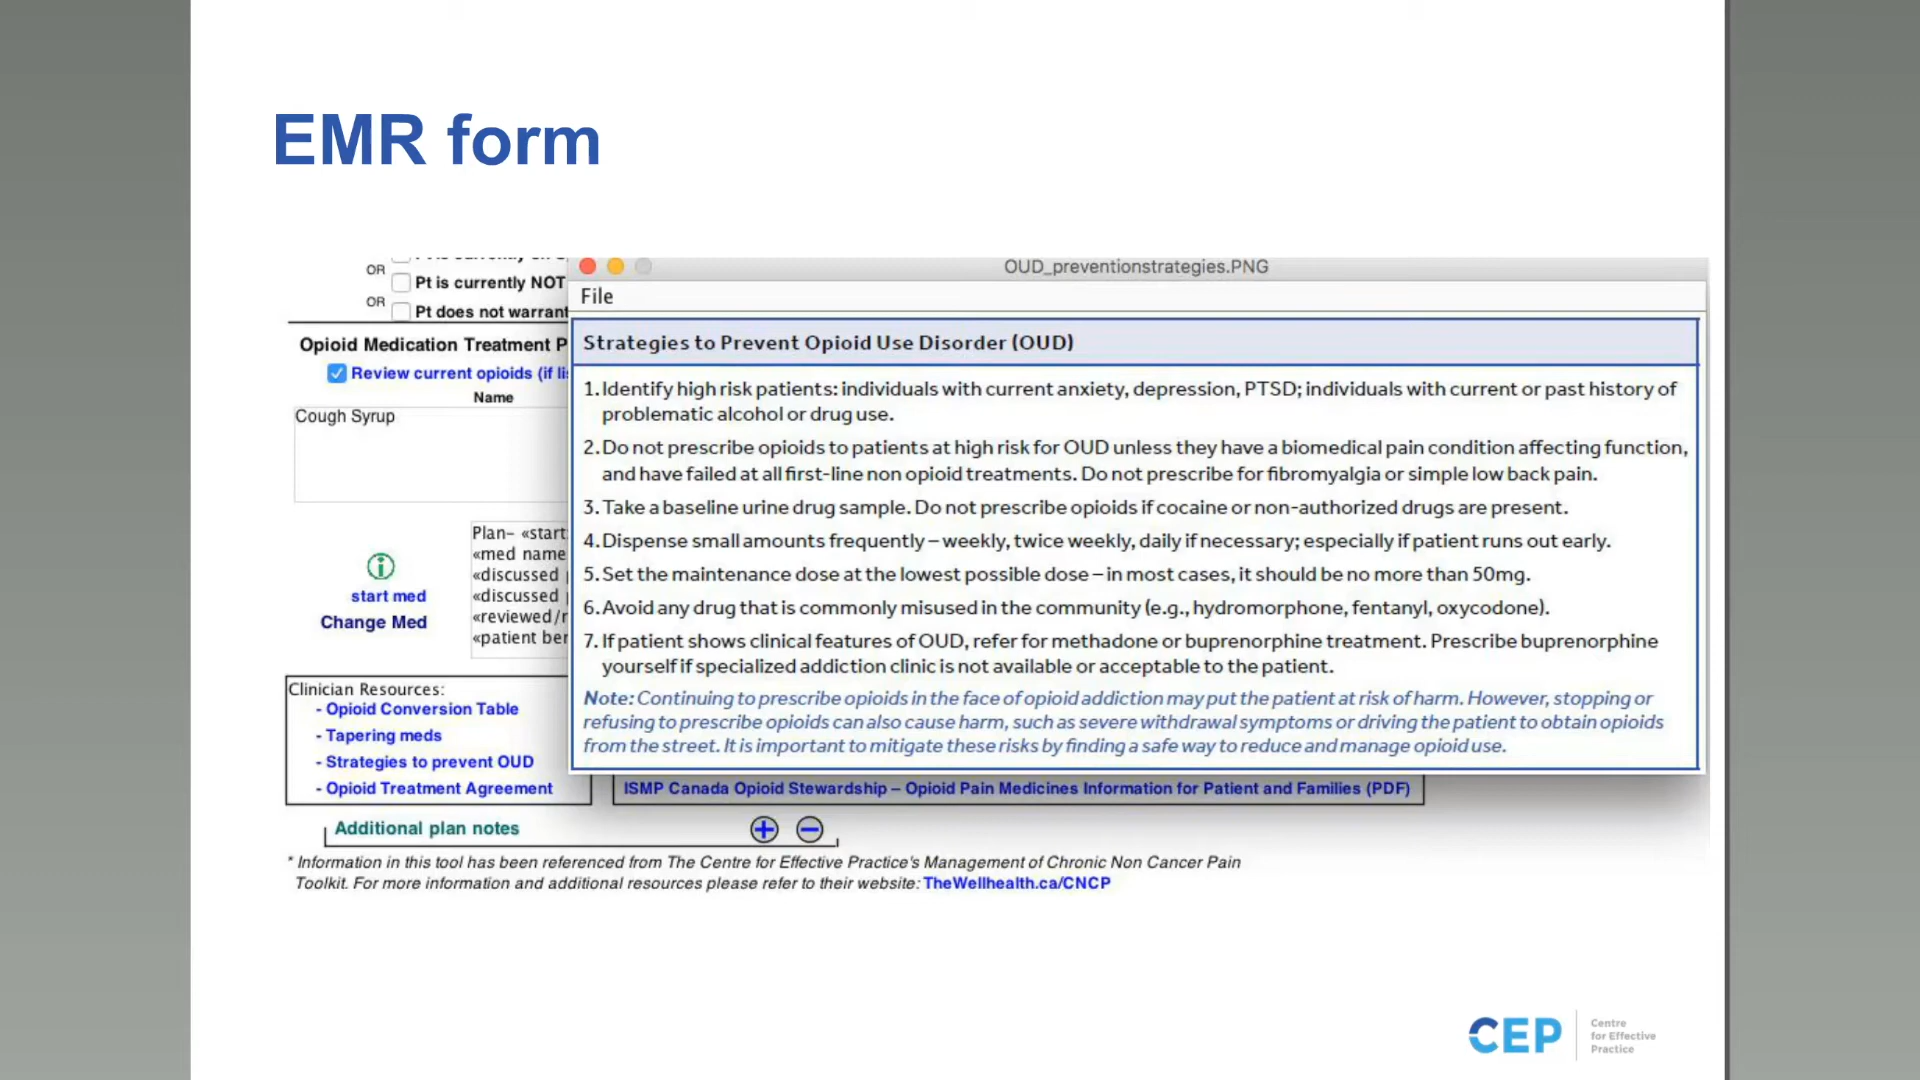 EMR form
OR
Pt is currently NOT
OR
Pt does not warrant
Opioid Medication Treatment P
Review current opioids (if li
Name
Cough Syrup
Plan– «start
«med name
«discussed
«discussed
«reviewed/r
«patient ber
start med
Change Med
Clinician Resources:
- Opioid Conversion Table
- Tapering meds
- Strategies to prevent OUD
- Opioid Treatment Agreement
OUD_preventionstrategies.PNG
File
Strategies to Prevent Opioid Use Disorder (OUD)
1. Identify high risk patients: individuals with current anxiety, depression, PTSD; individuals with current or past history of
problematic alcohol or drug use.
2. Do not prescribe opioids to patients at high risk for OUD unless they have a biomedical pain condition affecting function,
and have failed at all first-line non opioid treatments. Do not prescribe for fibromyalgia or simple low back pain.
3. Take a baseline urine drug sample. Do not prescribe opioids if cocaine or non-authorized drugs are present.
4. Dispense small amounts frequently – weekly, twice weekly, daily if necessary; especially if patient runs out early.
5. Set the maintenance dose at the lowest possible dose – in most cases, it should be no more than 50mg.
6. Avoid any drug that is commonly misused in the community (e.g., hydromorphone, fentanyl, oxycodone).
7. If patient shows clinical features of OUD, refer for methadone or buprenorphine treatment. Prescribe buprenorphine
yourself if specialized addiction clinic is not available or acceptable to the patient.
Note: Continuing to prescribe opioids in the face of opioid addiction may put the patient at risk of harm. However, stopping or
refusing to prescribe opioids can also cause harm, such as severe withdrawal symptoms or driving the patient to obtain opioids
from the street. It is important to mitigate these risks by finding a safe way to reduce and manage opioid use.
ISMP Canada Opioid Stewardship – Opioid Pain Medicines Information for Patient and Families (PDF)
Additional plan notes
* Information in this tool has been referenced from The Centre for Effective Practice's Management of Chronic Non Cancer Pain
Toolkit. For more information and additional resources please refer to their website: TheWellhealth.ca/CNCP
CEP
Centre
for Effective
Practice